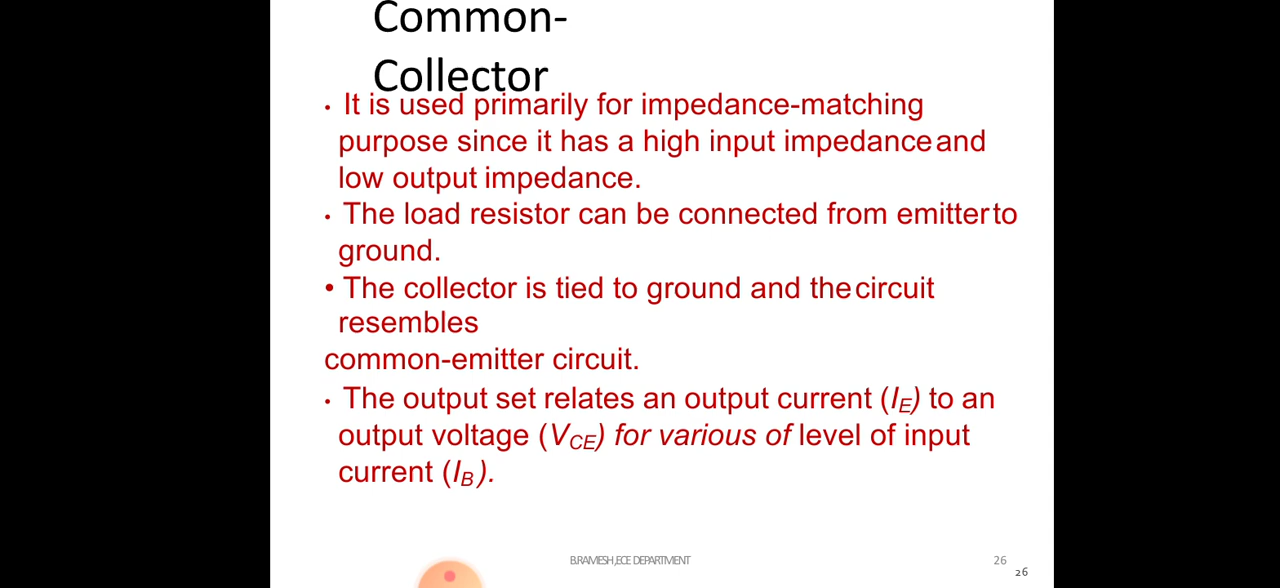 Common-
Collector
• It is used primarily for impedance-matching
purpose since it has a high input impedance and
low output impedance.
• The load resistor can be connected from emitter to
ground.
• The collector is tied to ground and the circuit
resembles
common-emitter circuit.
• The output set relates an output current (IE) to an
output voltage (VCE) for various of level of input
current (IB).
B.RAMESH,ECE DEPARTMENT
26
26